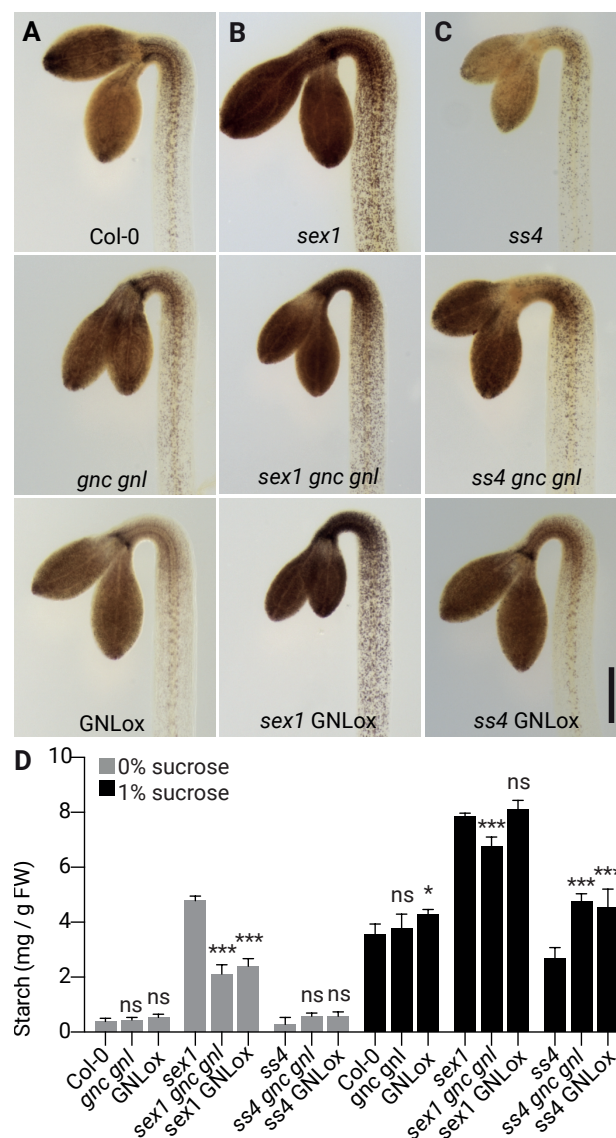 A
B
C
Col-0
sex1
ss4
gnc gnl
sex1 gnc gnl
ss4 gnc gnl
GNLox
sex1 GNLox
ss4 GNLox
D
10
8
6
4
2
0
Starch (mg / g FW)
0% sucrose
1% sucrose
ns
ns
***
***
ns
ns
ns
*
***
ns
***
***
Col-0
gnc gnl
GNLox
sex1
sex1 gnc gnl
sex1 GNLox
ss4
ss4 gnc gnl
ss4 GNLox
Col-0
gnc gnl
GNLox
sex1
sex1 gnc gnl
sex1 GNLox
ss4
ss4 gnc gnl
ss4 GNLox